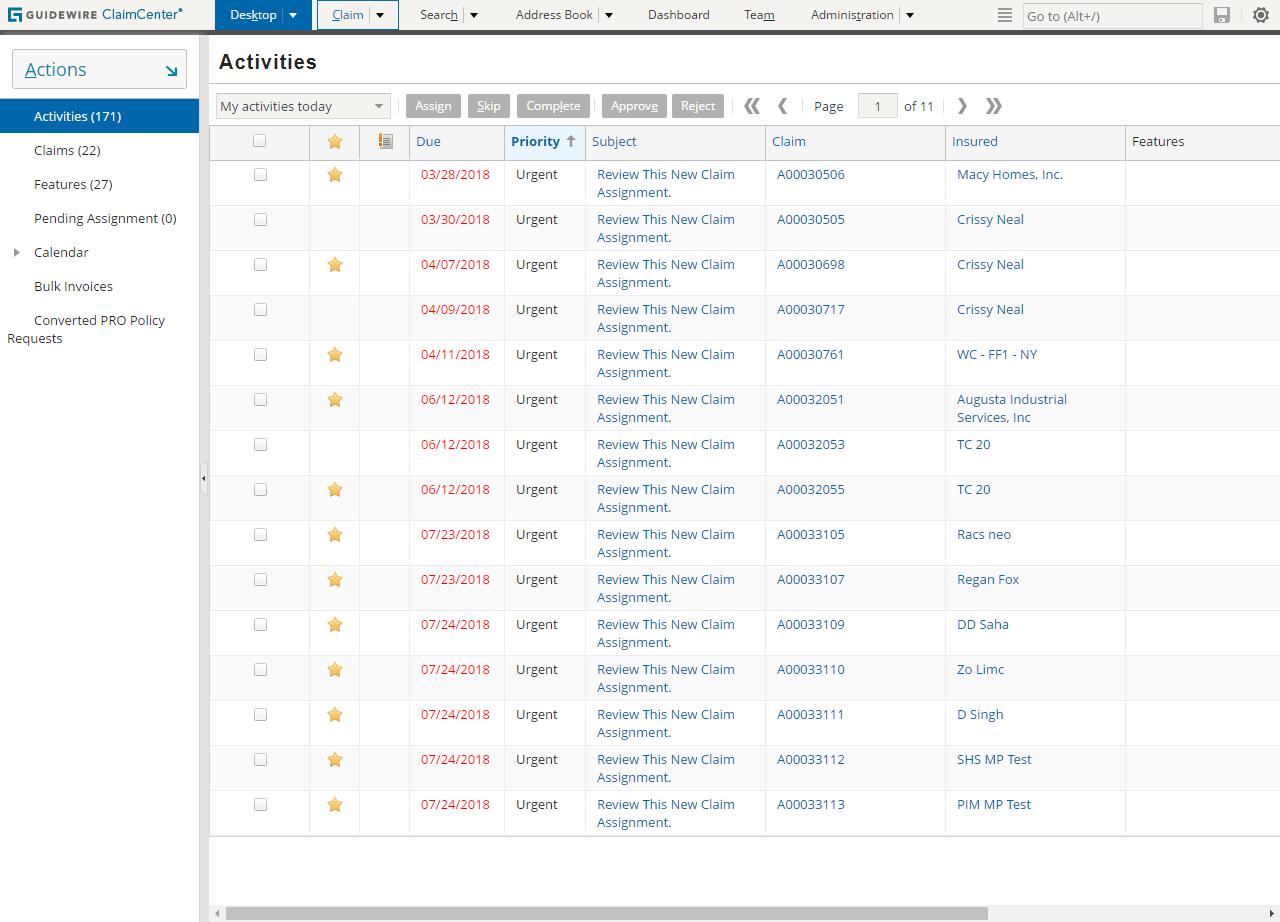 GUIDEWIRE ClaimCenter®
Desktop Claim Search Address Book Dashboard Team Administration Go to (Alt+/)
Actions
Activities (171)
Claims (22)
Features (27)
Pending Assignment (0)
Calendar
Bulk Invoices
Converted PRO Policy
Requests
Activities
My activities today Assign Skip Complete Approve Reject Page 1 of 11
Due Priority Subject Claim Insured Features
03/28/2018 Urgent Review This New Claim A00030506 Macy Homes, Inc.
Assignment.
03/30/2018 Urgent Review This New Claim A00030505 Crissy Neal
Assignment.
04/07/2018 Urgent Review This New Claim A00030698 Crissy Neal
Assignment.
04/09/2018 Urgent Review This New Claim A00030717 Crissy Neal
Assignment.
04/11/2018 Urgent Review This New Claim A00030761 WC - FF1 - NY
Assignment.
06/12/2018 Urgent Review This New Claim A00032051 Augusta Industrial
Assignment. Services, Inc
06/12/2018 Urgent Review This New Claim A00032053 TC 20
Assignment.
06/12/2018 Urgent Review This New Claim A00032055 TC 20
Assignment.
07/23/2018 Urgent Review This New Claim A00033105 Racs neo
Assignment.
07/23/2018 Urgent Review This New Claim A00033107 Regan Fox
Assignment.
07/24/2018 Urgent Review This New Claim A00033109 DD Saha
Assignment.
07/24/2018 Urgent Review This New Claim A00033110 Zo Limc
Assignment.
07/24/2018 Urgent Review This New Claim A00033111 D Singh
Assignment.
07/24/2018 Urgent Review This New Claim A00033112 SHS MP Test
Assignment.
07/24/2018 Urgent Review This New Claim A00033113 PIM MP Test
Assignment.